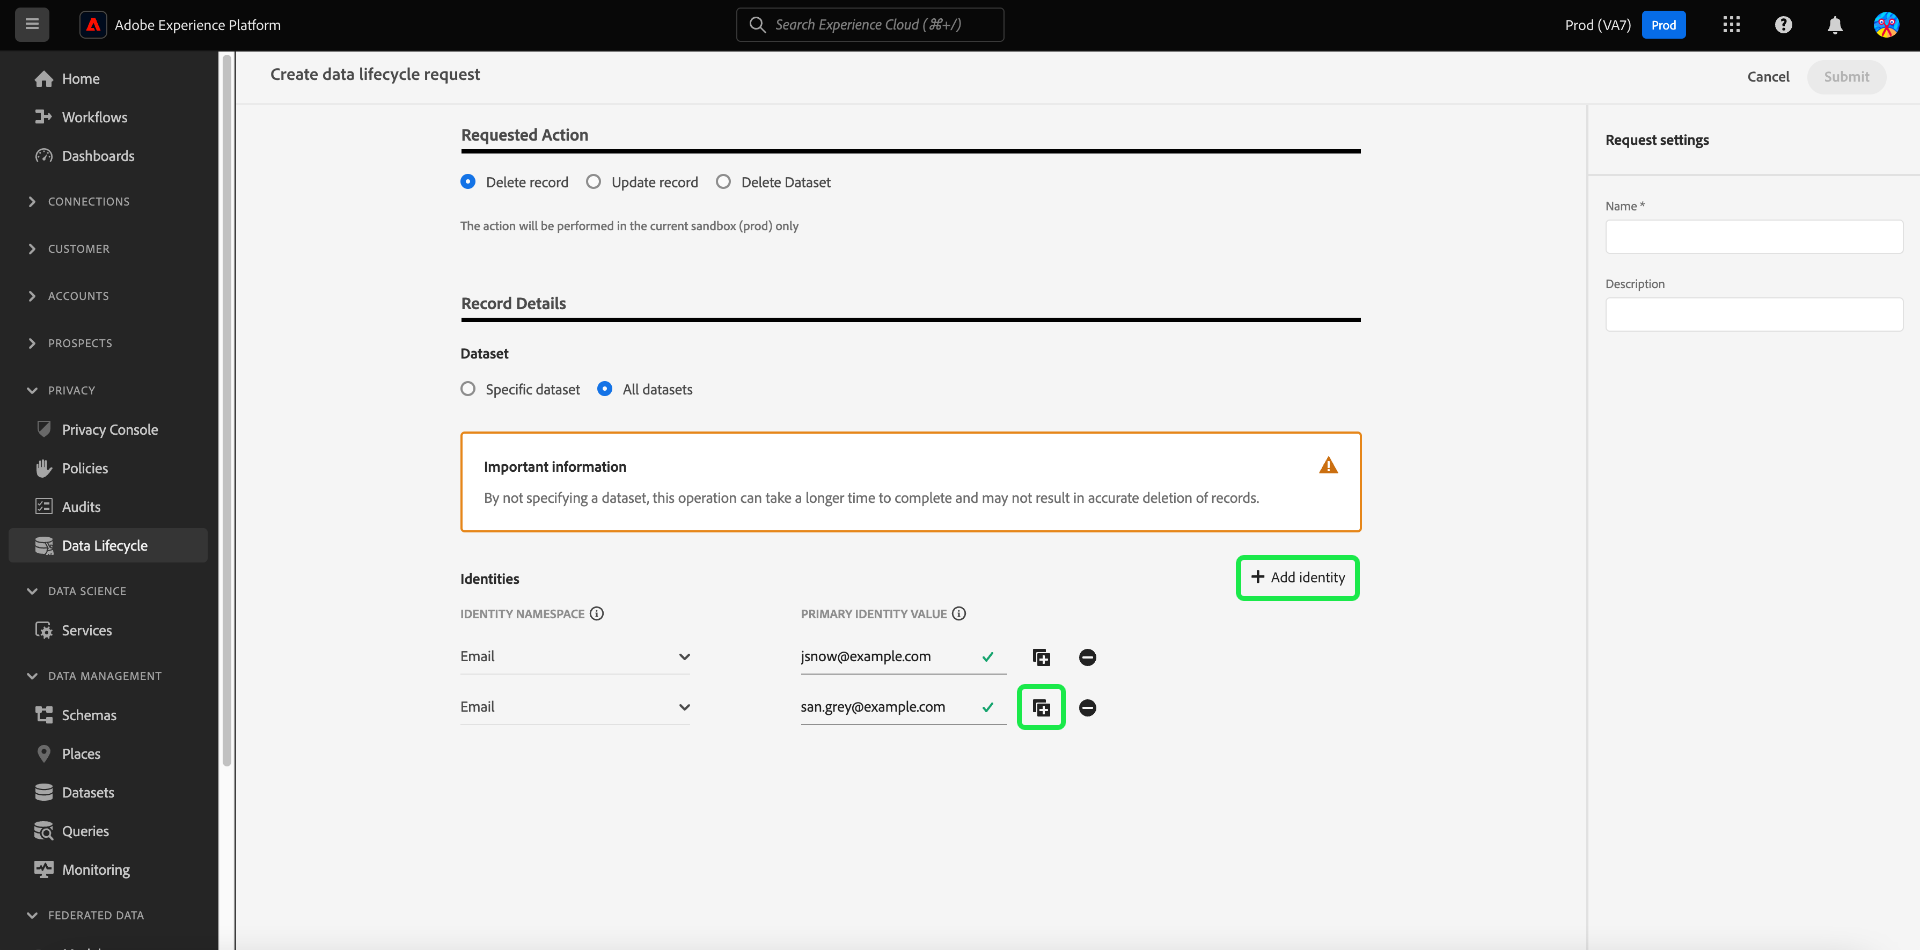 Adobe Experience Platform
Search Experience Cloud (⌘+/)
Prod (VA7)
Prod
Home
Workflows
Dashboards
CONNECTIONS
CUSTOMER
ACCOUNTS
PROSPECTS
PRIVACY
Privacy Console
Policies
Audits
Data Lifecycle
DATA SCIENCE
Services
DATA MANAGEMENT
Schemas
Places
Datasets
Queries
Monitoring
FEDERATED DATA
Create data lifecycle request
Cancel
Submit
Requested Action
Delete record
Update record
Delete Dataset
The action will be performed in the current sandbox (prod) only
Record Details
Dataset
Specific dataset
All datasets
Important information
By not specifying a dataset, this operation can take a longer time to complete and may not result in accurate deletion of records.
Identities
+ Add identity
IDENTITY NAMESPACE
PRIMARY IDENTITY VALUE
Email
jsnow@example.com
Email
san.grey@example.com
Request settings
Name *
Description